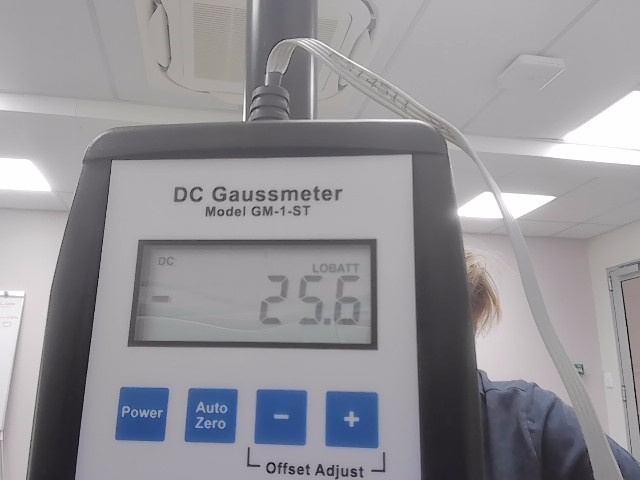 DC Gaussmeter
Model GM-1-ST
DC
LOBATT
- 25.6
Power
Auto
Zero
-
+
Offset Adjust